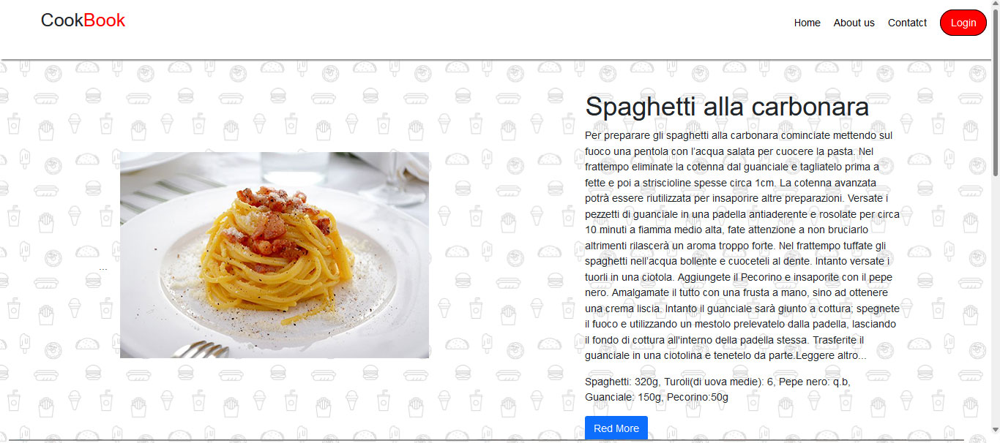 CookBook
Home About us Contatct Login
Spaghetti alla carbonara
Per preparare gli spaghetti alla carbonara cominciate mettendo sul
fuoco una pentola con l’acqua salata per cuocere la pasta. Nel
frattempo eliminate la cotenna dal guanciale e tagliatelo prima a
fette e poi a striscioline spesse circa 1cm. La cotenna avanzata
potrà essere riutilizzata per insaporire altre preparazioni. Versate i
pezzetti di guanciale in una padella antiaderente e rosolate per circa
10 minuti a fiamma medio alta, fate attenzione a non bruciarlo
altrimenti rilascerà un aroma troppo forte. Nel frattempo tuffate gli
spaghetti nell’acqua bollente e cuoceteli al dente. Intanto versate i
tuorli in una ciotola. Aggiungete il Pecorino e insaporite con il pepe
nero. Amalgamate il tutto con una frusta a mano, sino ad ottenere
una crema liscia. Intanto il guanciale sarà giunto a cottura; spegnete
il fuoco e utilizzando un mestolo prelevatelo dalla padella, lasciando
il fondo di cottura all'interno della padella stessa. Trasferite il
guanciale in una ciotolina e tenetelo da parte.Leggere altro...
...
Spaghetti: 320g, Turoli(di uova medie): 6, Pepe nero: q.b,
Guanciale: 150g, Pecorino:50g
Red More